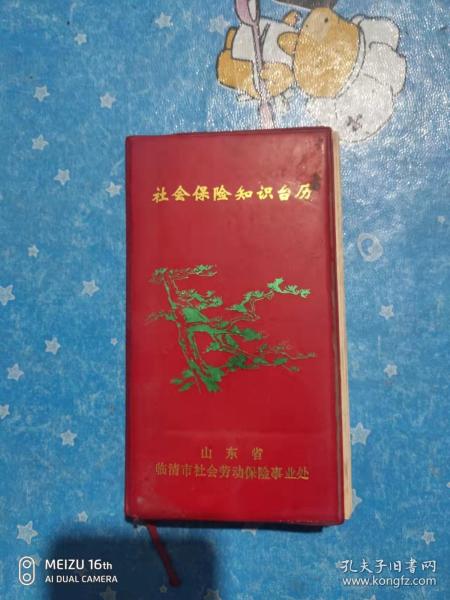 社会保险知识台历
山东省
临清市社会劳动保险事业处
MEIZU 16th
AI DUAL CAMERA
孔夫子旧书网
www.kongfz.com